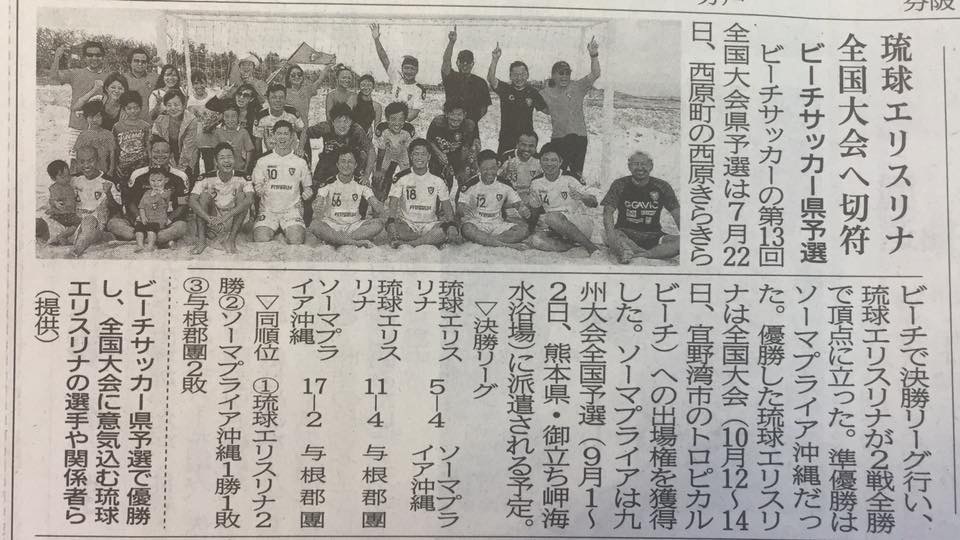 琉球エリスリナ
全国大会へ切符
ビーチサッカー県予選
ビーチサッカーの第13回
全国大会県予選は7月22
日、西原町の西原きらきら
ビーチで決勝リーグ行い、
琉球エリスリナが2戦全勝
で頂点に立った。準優勝は
ソーマプライア沖縄だっ
た。優勝した琉球エリスリ
ナは全国大会(10月12〜14
日、宜野湾市のトロピカル
ビーチ)への出場権を獲得
した。ソーマプライアは九
州大会全国予選(9月1〜
2日、熊本県・御立ち岬海
水浴場)に派遣される予定。
▽決勝リーグ
琉球エリスリナ 5―4 ソーマプライア沖縄
琉球エリスリナ 11―4 与根郡團
ソーマプライア沖縄 17―2 与根郡團
▽同順位 ①琉球エリスリナ2
勝②ソーマプライア沖縄1勝1敗
③与根郡團2敗
ビーチサッカー県予選で優勝
し、全国大会に意気込む琉球
エリスリナの選手や関係者ら
(提供)
10
66
18
12
14
GAViC